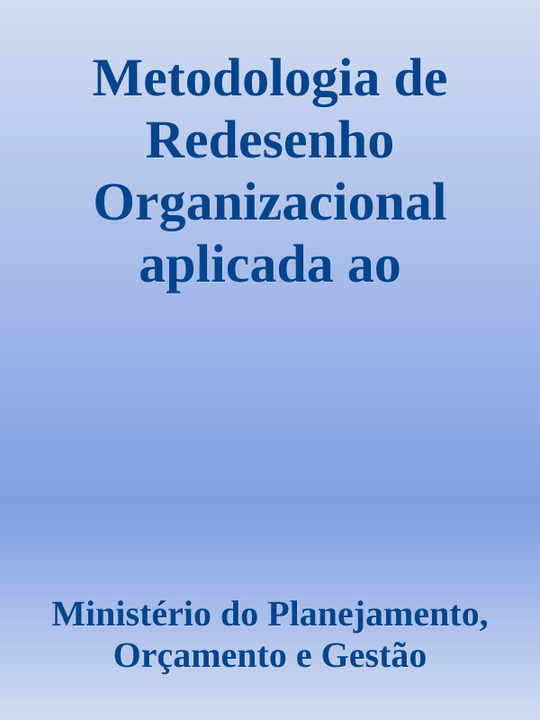 Metodologia de
Redesenho
Organizacional
aplicada ao
Ministério do Planejamento,
Orçamento e Gestão